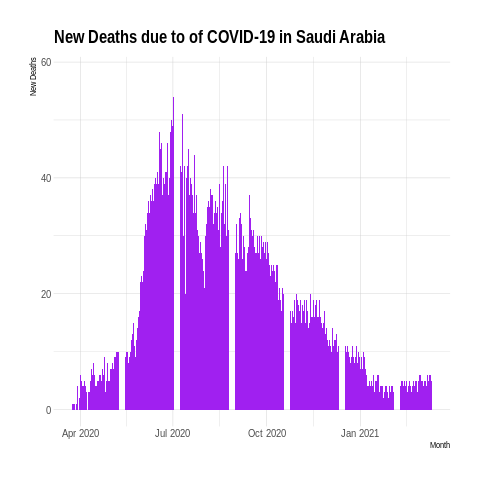 New Deaths due to of COVID-19 in Saudi Arabia
New Deaths
60
40
20
0
Apr 2020 Jul 2020 Oct 2020 Jan 2021
Month